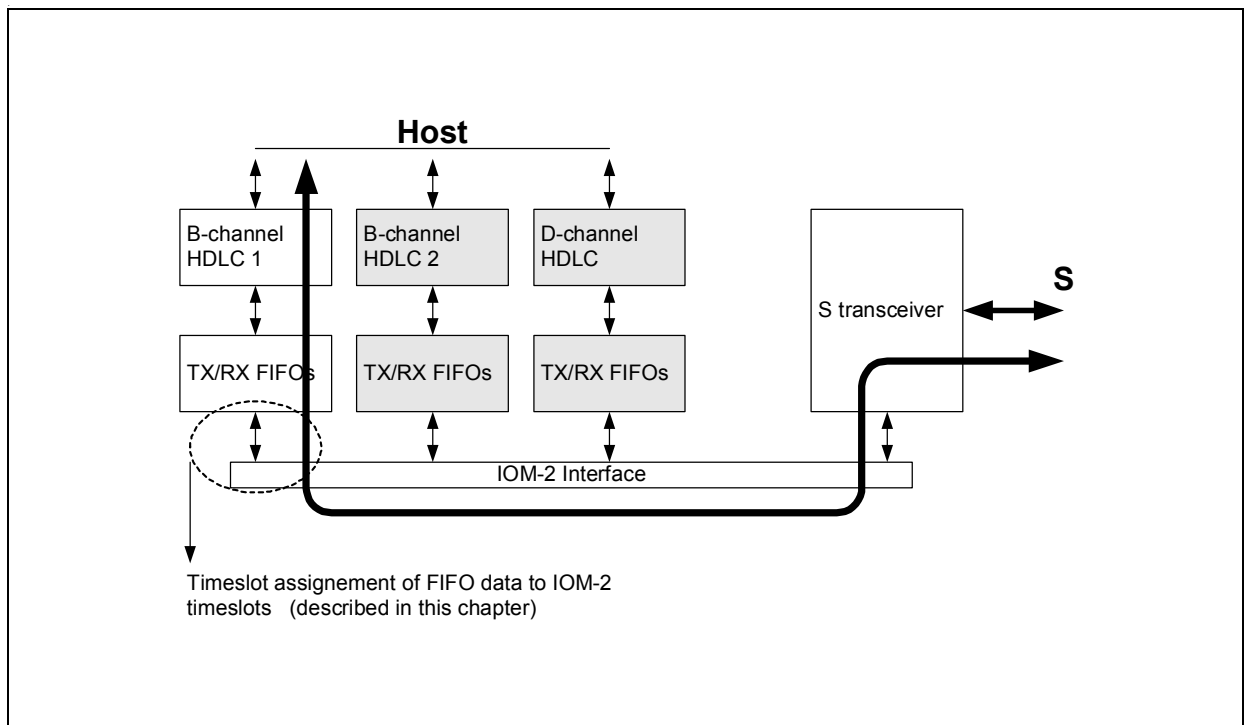 Host
B-channel
HDLC 1
B-channel
HDLC 2
D-channel
HDLC
S transceiver
S
TX/RX FIFOs
TX/RX FIFOs
TX/RX FIFOs
IOM-2 Interface
Timeslot assignement of FIFO data to IOM-2
timeslots (described in this chapter)